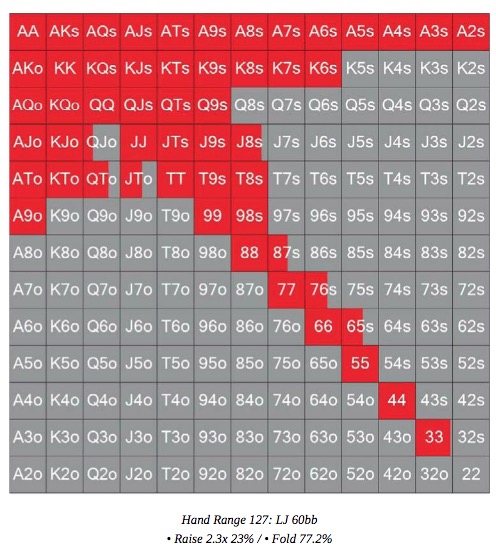 AA AKs AQs AJs ATs A9s A8s A7s A6s A5s A4s A3s A2s
AKo KK KQs KJs KTs K9s K8s K7s K6s K5s K4s K3s K2s
AQo KQo QQ QJs QTs Q9s Q8s Q7s Q6s Q5s Q4s Q3s Q2s
AJo KJo QJo JJ JTs J9s J8s J7s J6s J5s J4s J3s J2s
ATo KTo QTo JTo TT T9s T8s T7s T6s T5s T4s T3s T2s
A9o K9o Q9o J9o T9o 99 98s 97s 96s 95s 94s 93s 92s
A8o K8o Q8o J8o T8o 98o 88 87s 86s 85s 84s 83s 82s
A7o K7o Q7o J7o T7o 97o 87o 77 76s 75s 74s 73s 72s
A6o K6o Q6o J6o T6o 96o 86o 76o 66 65s 64s 63s 62s
A5o K5o Q5o J5o T5o 95o 85o 75o 65o 55 54s 53s 52s
A4o K4o Q4o J4o T4o 94o 84o 74o 64o 54o 44 43s 42s
A3o K3o Q3o J3o T3o 93o 83o 73o 63o 53o 43o 33 32s
A2o K2o Q2o J2o T2o 92o 82o 72o 62o 52o 42o 32o 22
Hand Range 127: LJ 60bb
• Raise 2.3x 23% / • Fold 77.2%